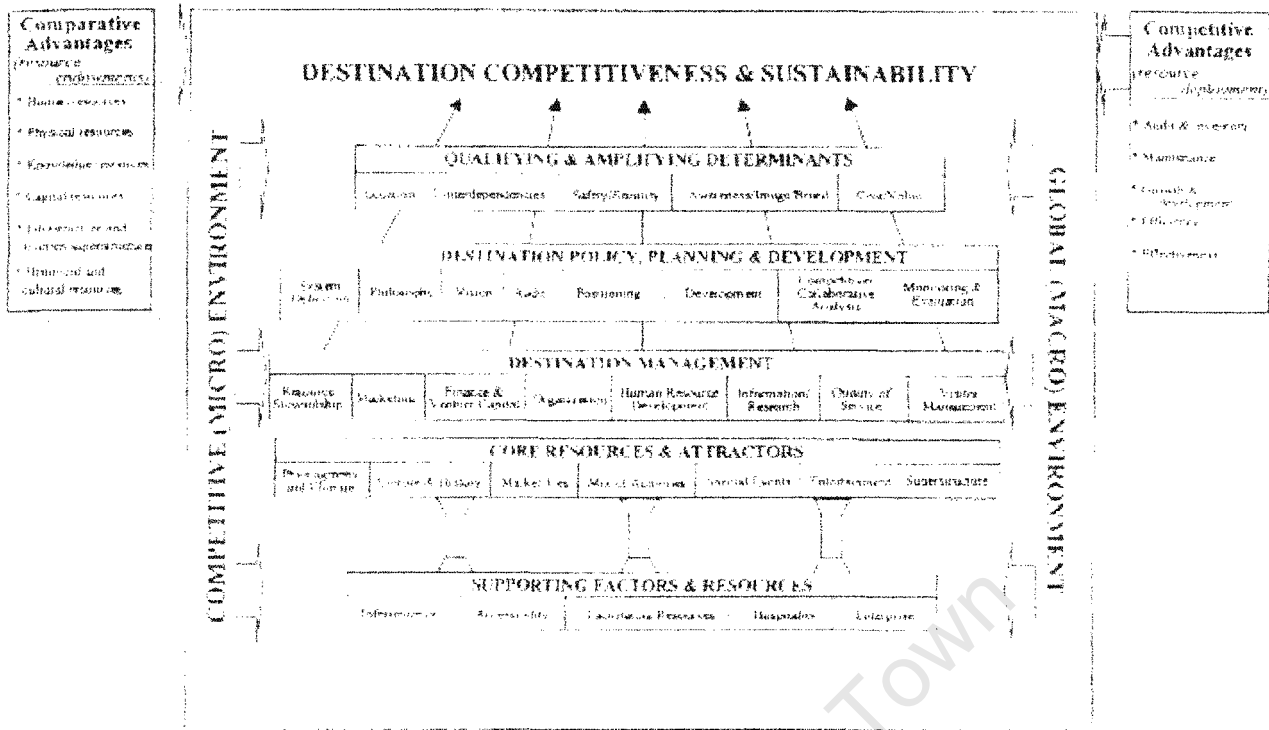 Comparative
Advantages
(resource
endowments)
* Human resources
* Physical resources
* Knowledge resources
* Capital resources
* Infrastructure and
tourism superstructure
* Historical and
cultural resources
COMPETITIVE (MICRO) ENVIRONMENT
DESTINATION COMPETITIVENESS & SUSTAINABILITY
QUALIFYING & AMPLIFYING DETERMINANTS
Location Interdependencies Safety/Security Awareness/Image/Brand Cost/Value
DESTINATION POLICY, PLANNING & DEVELOPMENT
System
Definition Philosophy Vision Audit Positioning Development Competitive/
Collaborative
Analysis Monitoring &
Evaluation
DESTINATION MANAGEMENT
Resource
Stewardship Marketing Finance &
Venture Capital Organization Human Resource
Development Information/
Research Quality of
Service Visitor
Management
CORE RESOURCES & ATTRACTORS
and Climate Culture & History Market Ties Mix of Activities Special Events Entertainment Superstructure
SUPPORTING FACTORS & RESOURCES
Infrastructure Accessibility Facilitating Resources Hospitality Enterprise
GLOBAL (MACRO) ENVIRONMENT
Competitive
Advantages
(resource
deployment)
* Audit & inventory
* Maintenance
* Growth &
development
* Efficiency
* Effectiveness
Town